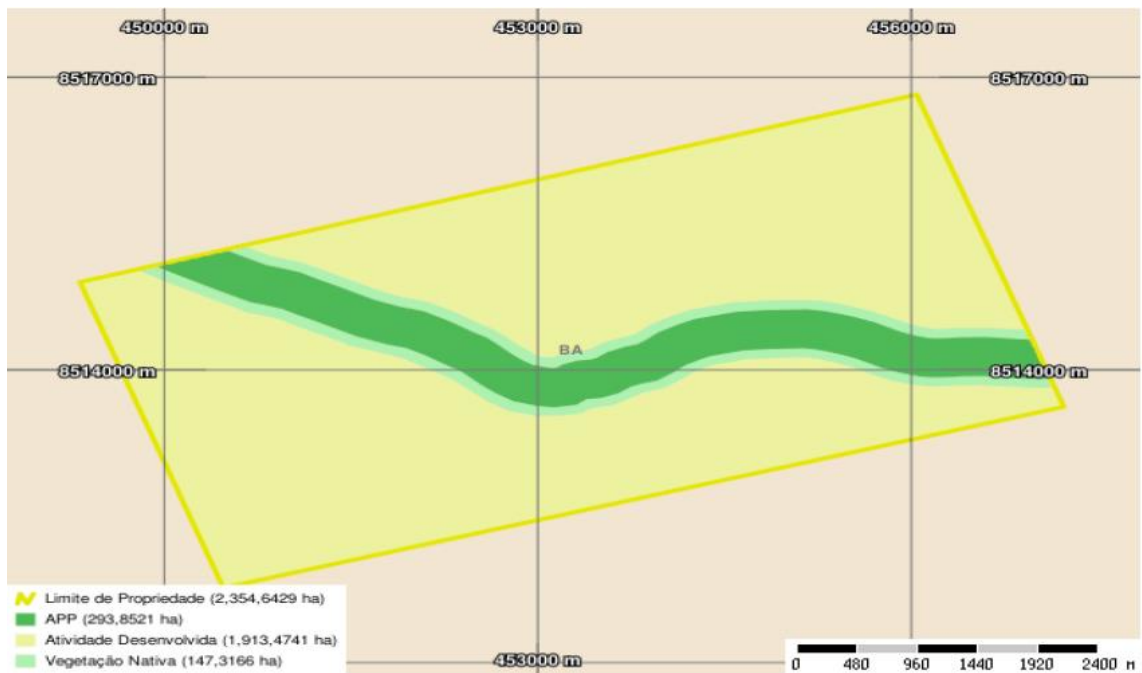 450000 m
453000 m
456000 m
8517000 m
8517000 m
BA
8514000 m
8514000 m
Limite de Propriedade (2,354,6429 ha)
APP (293,8521 ha)
Atividade Desenvolvida (1,913,4741 ha)
Vegetação Nativa (147,3166 ha)
453000 m
0 480 960 1440 1920 2400 m